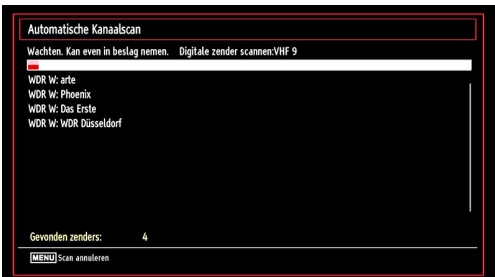 Automatische Kanaalscan
Wachten. Kan even in beslag nemen. Digitale zender scannen:VHF 9
WDR W: arte
WDR W: Phoenix
WDR W: Das Erste
WDR W: WDR Düsseldorf
Gevonden zenders: 4
MENU Scan annuleren